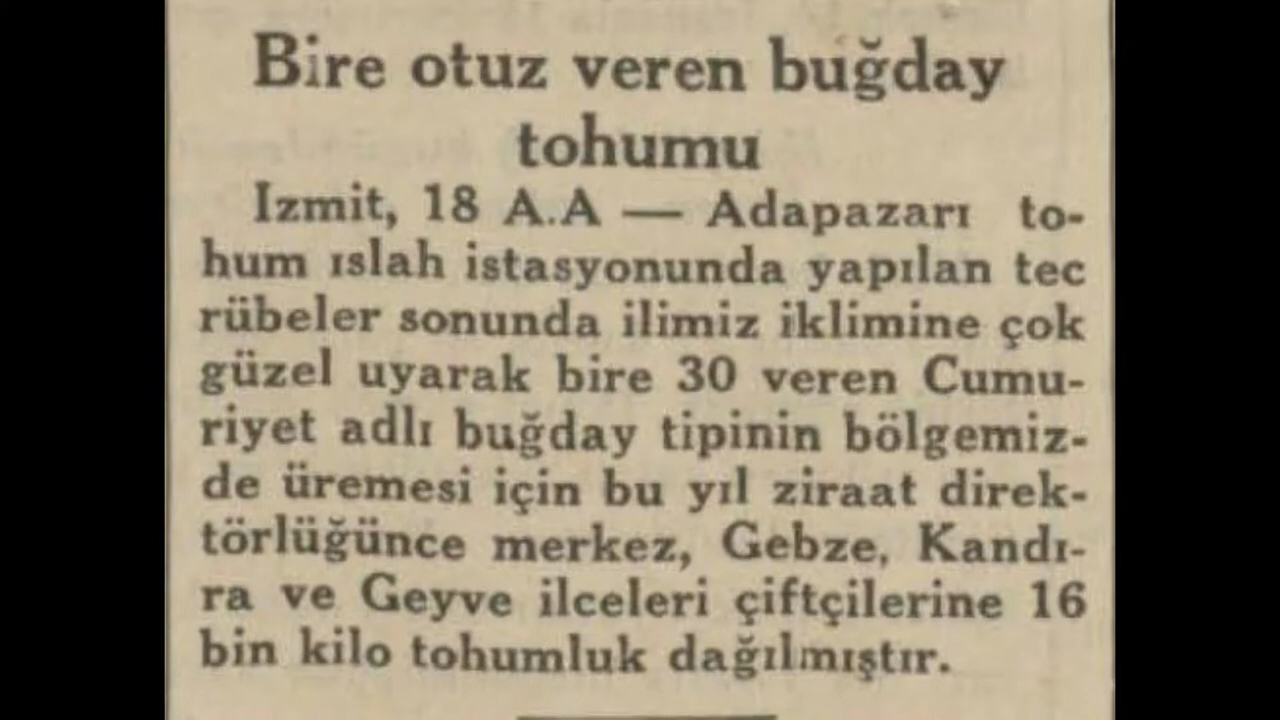 Bire otuz veren buğday
tohumu
Izmit, 18 A.A — Adapazarı to-
hum ıslah istasyonunda yapılan tec
rübeler sonunda ilimiz iklimine çok
güzel uyarak bire 30 veren Cumu-
riyet adlı buğday tipinin bölgemiz-
de üremesi için bu yıl ziraat direk-
törlüğünce merkez, Gebze, Kandı-
ra ve Geyve ilceleri çiftçilerine 16
bin kilo tohumluk dağılmıştır.